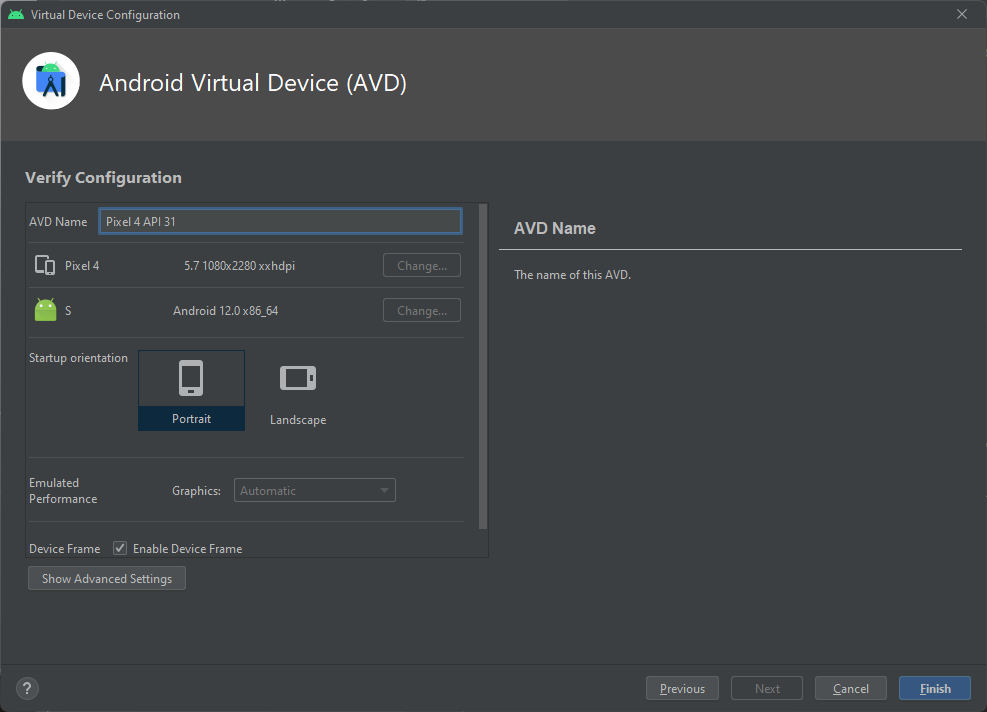 Virtual Device Configuration
Android Virtual Device (AVD)
Verify Configuration
AVD Name Pixel 4 API 31
Pixel 4 5.7 1080x2280 xxhdpi Change...
S Android 12.0 x86_64 Change...
Startup orientation
Portrait
Landscape
Emulated
Performance
Graphics: Automatic
Device Frame Enable Device Frame
Show Advanced Settings
AVD Name
The name of this AVD.
?
Previous Next Cancel Finish